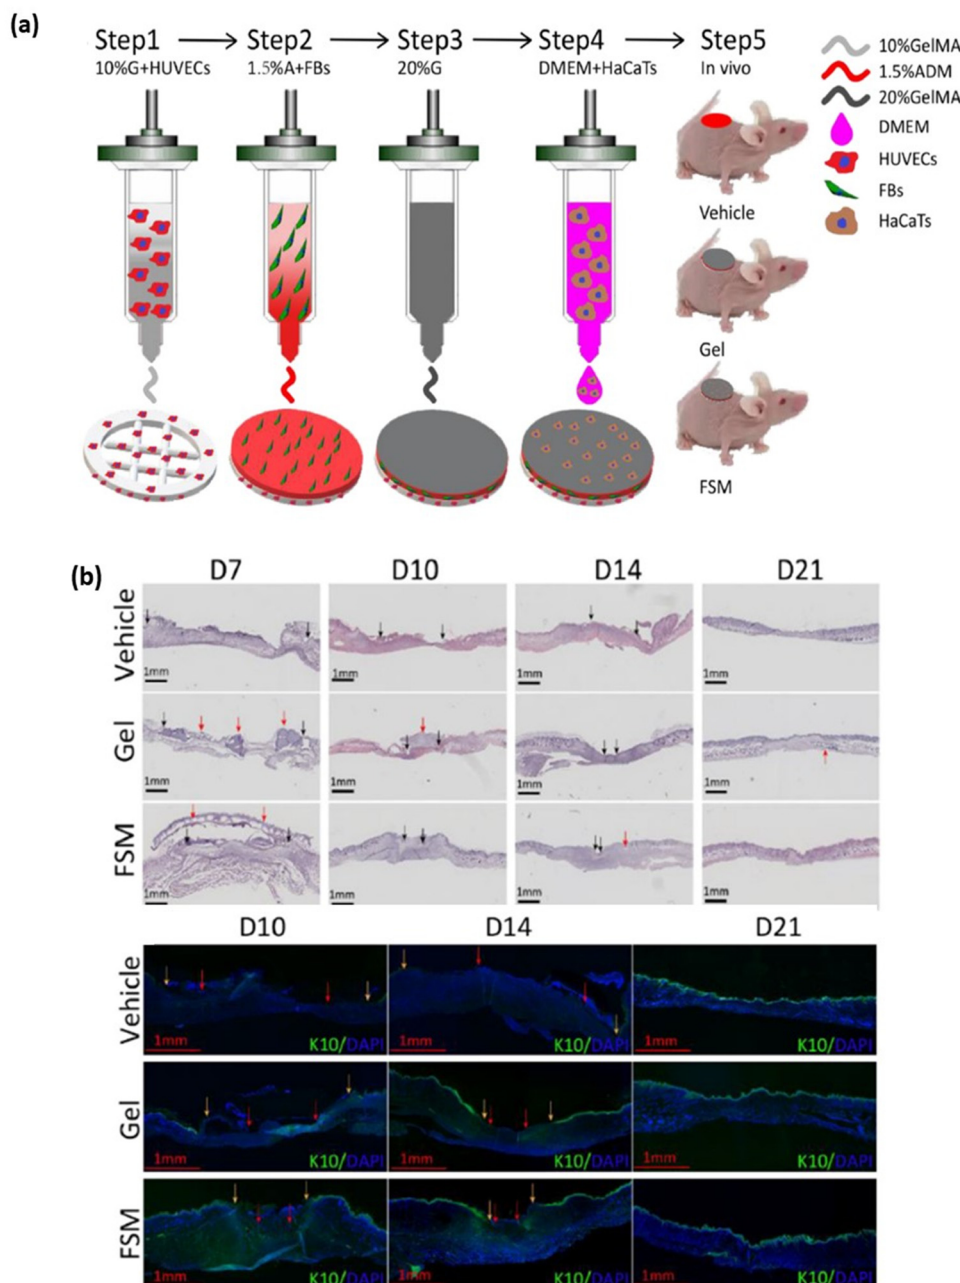 (a)
Step1 Step2 Step3 Step4 Step5
10%G+HUVECs 1.5%A+FBs 20%G DMEM+HaCaTs In vivo
10%GelMA
1.5%ADM
20%GelMA
DMEM
HUVECs
FBs
HaCaTs
Vehicle
Gel
FSM
(b)
D7 D10 D14 D21
Vehicle
1mm 1mm 1mm 1mm
Gel
1mm 1mm 1mm 1mm
FSM
1mm 1mm 1mm 1mm
D10 D14 D21
Vehicle
1mm K10/DAPI 1mm K10/DAPI 1mm K10/DAPI
Gel
1mm K10/DAPI 1mm K10/DAPI 1mm K10/DAPI
FSM
1mm K10/DAPI 1mm K10/DAPI 1mm K10/DAPI